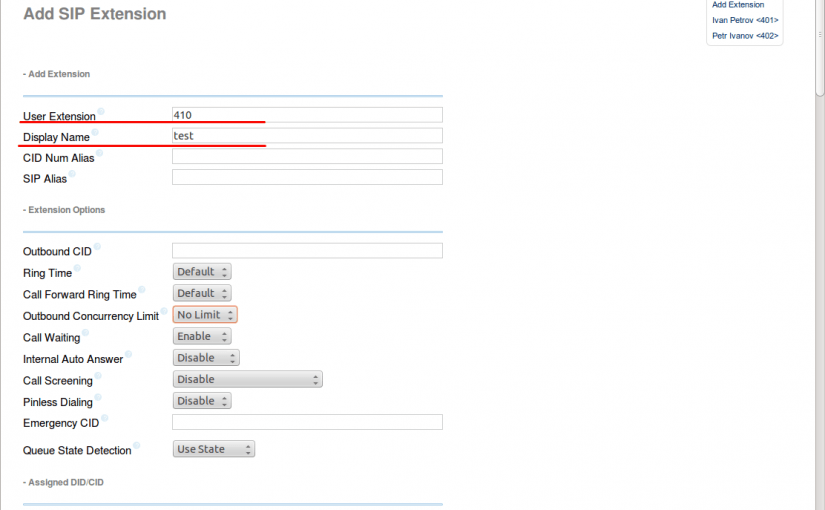 Add SIP Extension
Add Extension
Ivan Petrov <401>
Petr Ivanov <402>
- Add Extension
User Extension 410
Display Name test
CID Num Alias
SIP Alias
- Extension Options
Outbound CID
Ring Time Default
Call Forward Ring Time Default
Outbound Concurrency Limit No Limit
Call Waiting Enable
Internal Auto Answer Disable
Call Screening Disable
Pinless Dialing Disable
Emergency CID
Queue State Detection Use State
- Assigned DID/CID